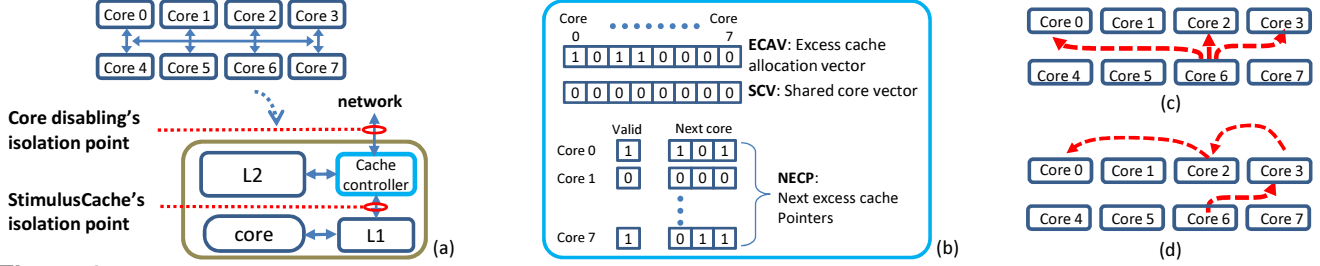 Core 0 Core 1 Core 2 Core 3
Core 4 Core 5 Core 6 Core 7
network
Core disabling's
isolation point
L2
Cache
controller
StimulusCache's
isolation point
core
L1
(a)
Core
0
Core
7
1 0 1 1 0 0 0 0
ECAV: Excess cache
allocation vector
0 0 0 0 0 0 0 0
SCV: Shared core vector
Valid Next core
Core 0 1 1 0 1
Core 1 0 0 0 0
Core 7 1 0 1 1
NECP:
Next excess cache
Pointers
(b)
Core 0 Core 1 Core 2 Core 3
Core 4 Core 5 Core 6 Core 7
(c)
Core 0 Core 1 Core 2 Core 3
Core 4 Core 5 Core 6 Core 7
(d)